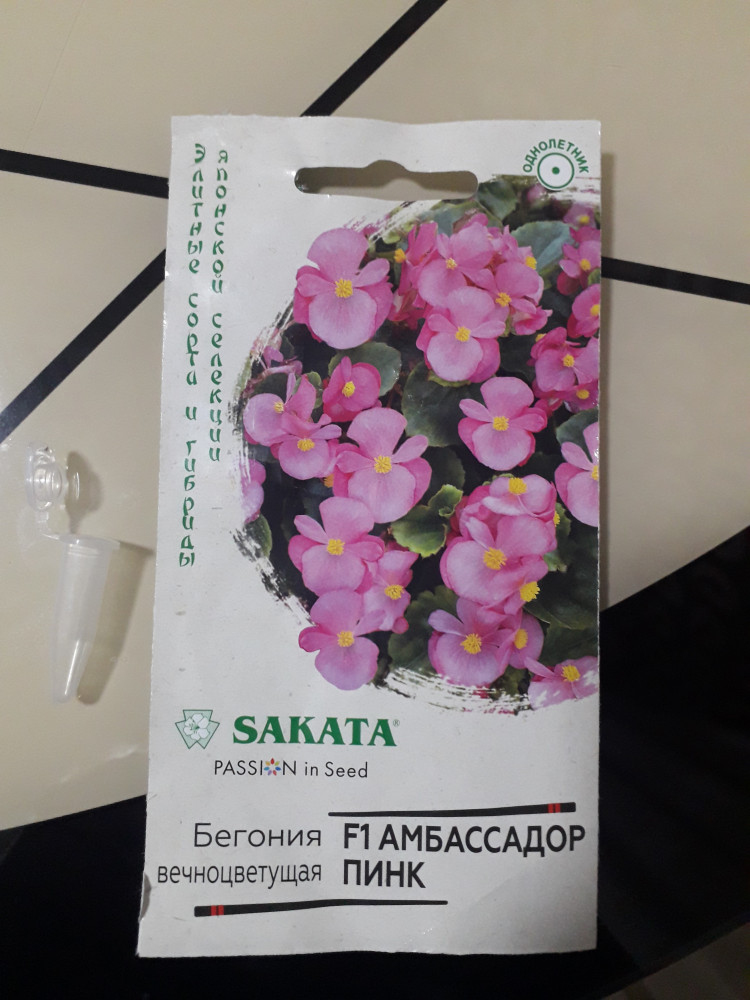 ОДНОЛЕТНИК
Элитные сорта и гибриды
японской селекции
SAKATA®
PASSION in Seed
Бегония
вечноцветущая
F1 АМБАССАДОР
ПИНК